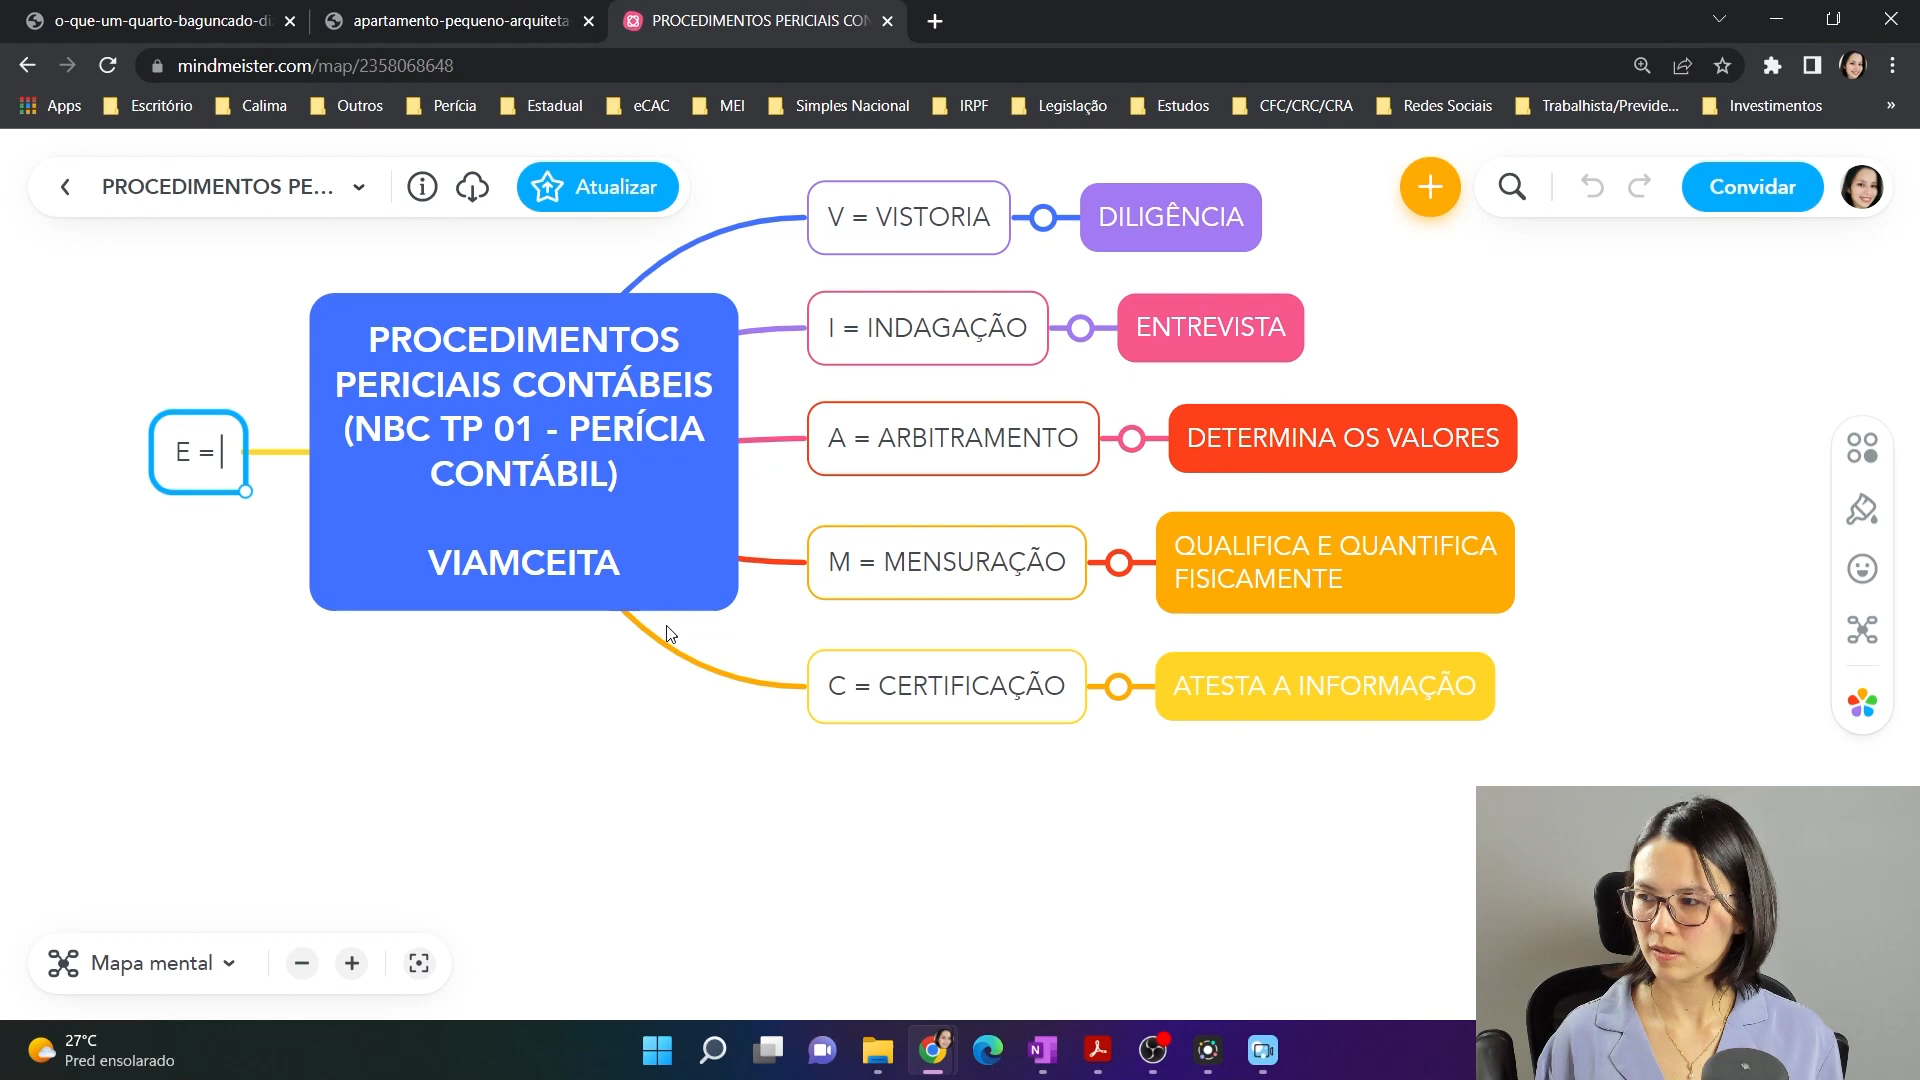 o-que-um-quarto-baguncado-di
apartamento-pequeno-arquiteta
PROCEDIMENTOS PERICIAIS CON
mindmeister.com/map/2358068648
Apps
Escritório
Calima
Outros
Perícia
Estadual
eCAC
MEI
Simples Nacional
IRPF
Legislação
Estudos
CFC/CRC/CRA
Redes Sociais
Trabalhista/Previde...
Investimentos
»
PROCEDIMENTOS PE...
Atualizar
Convidar
V = VISTORIA
DILIGÊNCIA
I = INDAGAÇÃO
ENTREVISTA
PROCEDIMENTOS
PERICIAIS CONTÁBEIS
(NBC TP 01 - PERÍCIA
CONTÁBIL)
VIAMCEITA
E =
A = ARBITRAMENTO
DETERMINA OS VALORES
M = MENSURAÇÃO
QUALIFICA E QUANTIFICA
FISICAMENTE
C = CERTIFICAÇÃO
ATESTA A INFORMAÇÃO
Mapa mental
27°C
Pred ensolarado